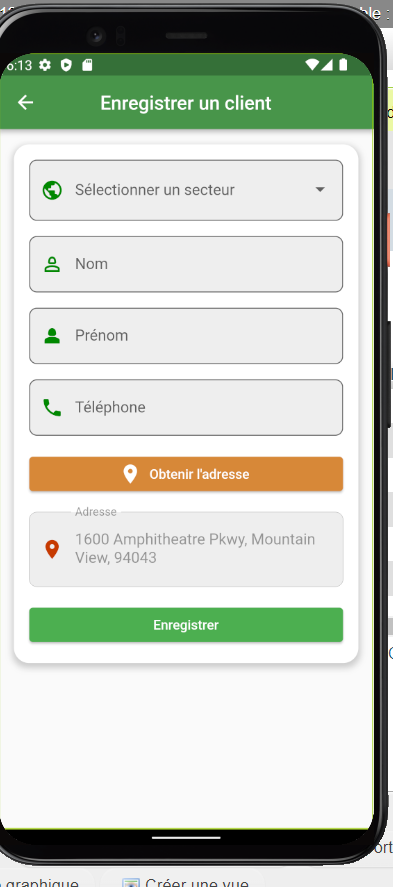 6:13
Enregistrer un client
Sélectionner un secteur
Nom
Prénom
Téléphone
Obtenir l'adresse
Adresse
1600 Amphitheatre Pkwy, Mountain
View, 94043
Enregistrer
graphique
Créer une vue